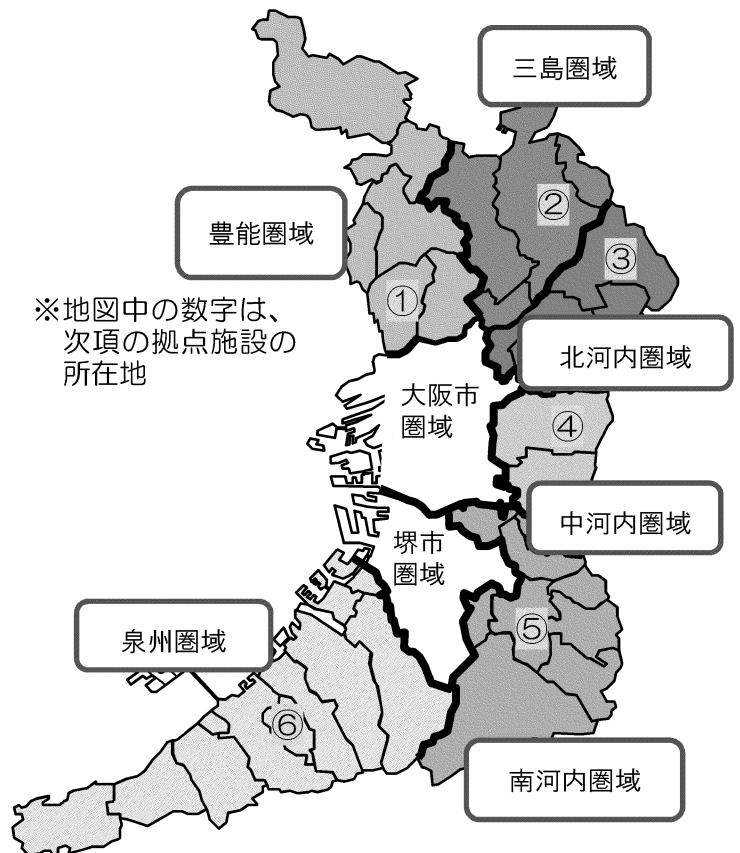 三島圏域
②
豊能圏域
③
①
※地図中の数字は、
次項の拠点施設の
所在地
北河内圏域
大阪市
圏域
④
中河内圏域
堺市
圏域
⑤
泉州圏域
⑥
南河内圏域